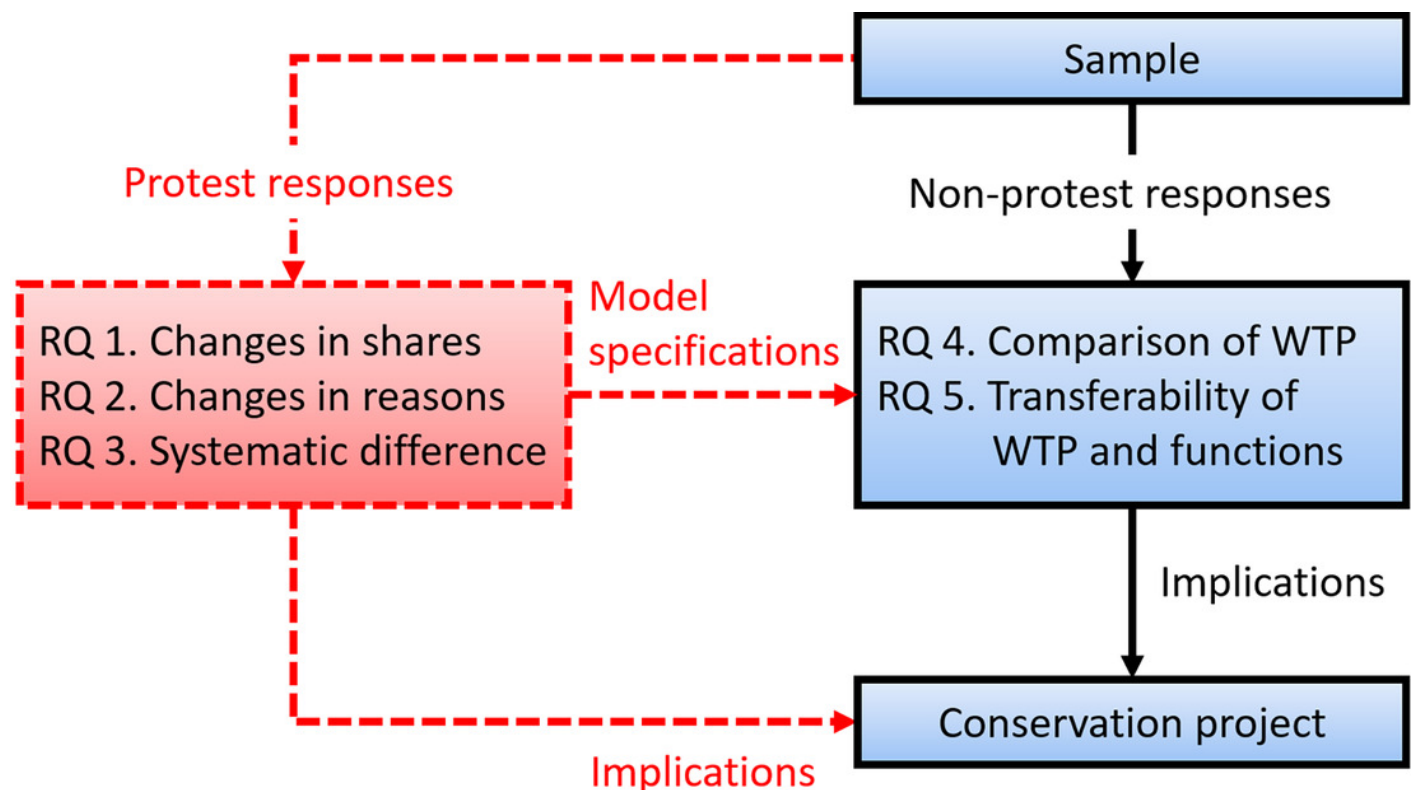 Sample
Protest responses
Non-protest responses
RQ 1. Changes in shares
RQ 2. Changes in reasons
RQ 3. Systematic difference
Model
specifications
RQ 4. Comparison of WTP
RQ 5. Transferability of
WTP and functions
Implications
Conservation project
Implications